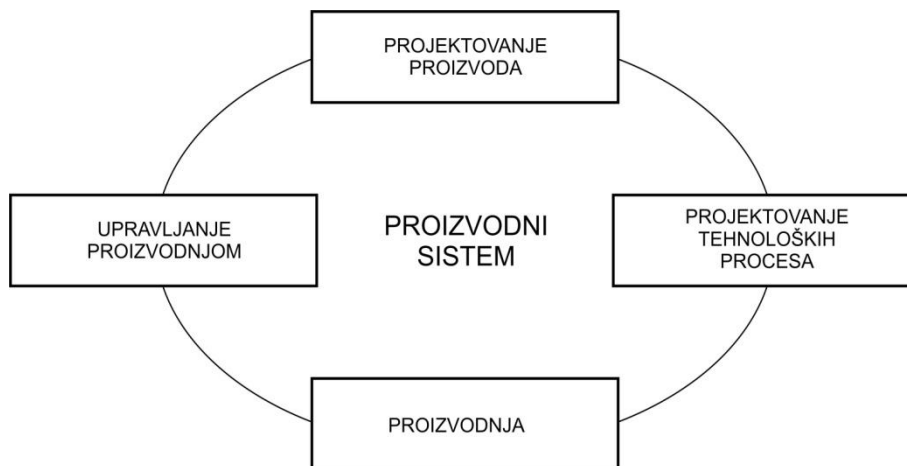 PROJEKTOVANJE
PROIZVODA
UPRAVLJANJE
PROIZVODNJOM
PROIZVODNI
SISTEM
PROJEKTOVANJE
TEHNOLOŠKIH
PROCESA
PROIZVODNJA